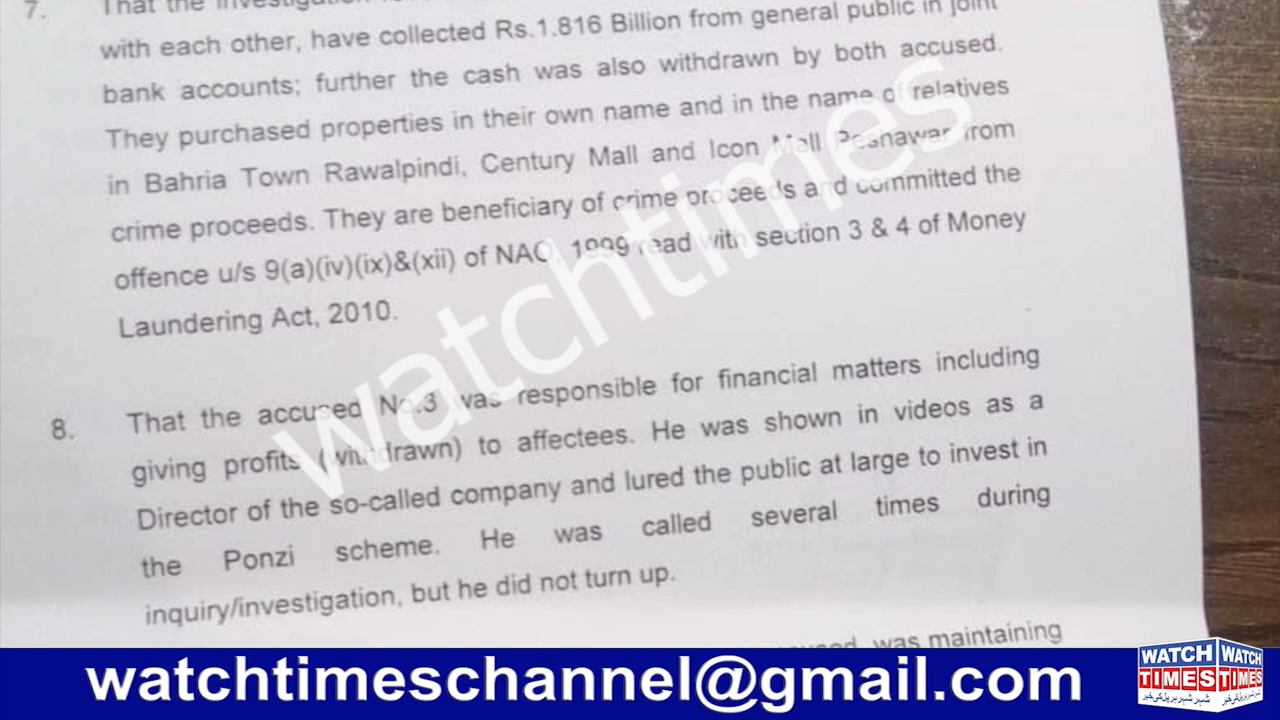 7. That the investigation
with each other, have collected Rs.1.816 Billion from general public in joint
bank accounts; further the cash was also withdrawn by both accused.
They purchased properties in their own name and in the name of relatives
in Bahria Town Rawalpindi, Century Mall and Icon Mall Peshawar from
crime proceeds. They are beneficiary of crime proceeds and committed the
offence u/s 9(a)(iv)(ix)&(xii) of NAO, 1999 read with section 3 & 4 of Money
Laundering Act, 2010.
8. That the accused No.3 was responsible for financial matters including
giving profits (withdrawn) to affectees. He was shown in videos as a
Director of the so-called company and lured the public at large to invest in
the Ponzi scheme. He was called several times during
inquiry/investigation, but he did not turn up.
was maintaining
watchtimes
watchtimeschannel@gmail.com
WATCH WATCH
TIMES TIMES